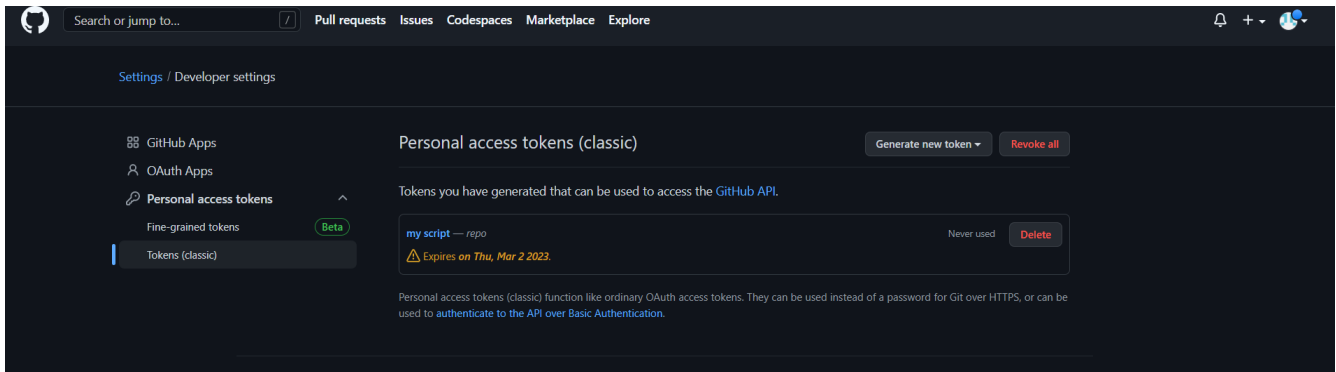 Search or jump to... / Pull requests Issues Codespaces Marketplace Explore
Settings / Developer settings
GitHub Apps
OAuth Apps
Personal access tokens
Fine-grained tokens Beta
Tokens (classic)
Personal access tokens (classic) Generate new token Revoke all
Tokens you have generated that can be used to access the GitHub API.
my script — repo Never used Delete
Expires on Thu, Mar 2 2023.
Personal access tokens (classic) function like ordinary OAuth access tokens. They can be used instead of a password for Git over HTTPS, or can be
used to authenticate to the API over Basic Authentication.